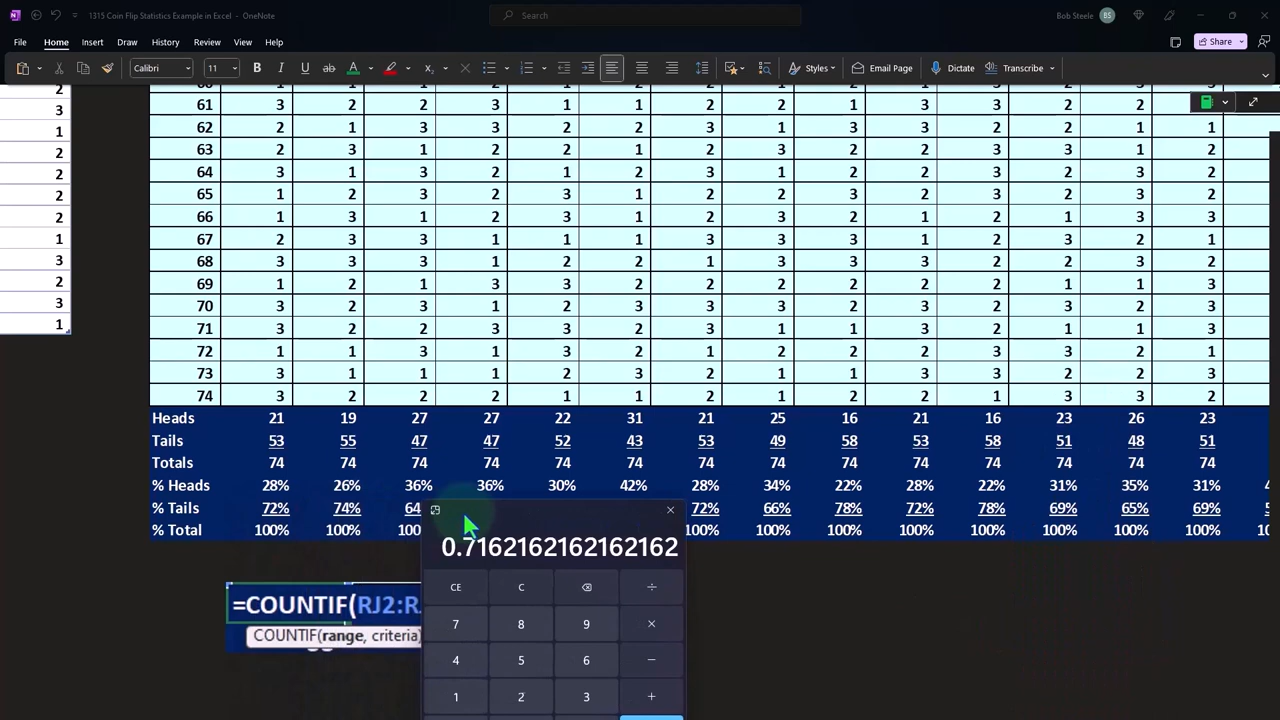 1315 Coin Flip Statistics Example in Excel - OneNote
Search
Bob Steele BS
File Home Insert Draw History Review View Help
Share
Calibri 11 B I U ab A x Styles Email Page Dictate Transcribe
2
3
1
2
2
2
2
1
3
2
3
1
61 3 2 2 3 1 1 2 2 1 3 3 2 2
62 2 1 3 3 2 2 3 1 3 3 2 2 1 1
63 2 3 1 2 2 1 2 3 2 2 3 3 1 2
64 3 1 3 2 1 2 3 1 2 2 3 2 2 3
65 1 2 3 2 3 1 2 2 3 2 3 2 2 3
66 1 3 1 2 3 1 2 3 2 1 2 1 3 3
67 2 3 3 1 1 1 3 3 3 1 2 3 2 1
68 3 3 3 1 2 2 1 3 3 3 2 3 3 2
69 1 2 1 3 3 2 2 2 2 2 2 1 1 3
70 3 2 3 1 2 3 3 3 2 2 3 3 2 3
71 3 2 2 3 3 2 3 1 1 3 2 1 1 3
72 1 1 3 1 3 2 1 2 2 2 3 3 2 1
73 3 1 1 1 2 3 2 1 1 3 3 2 2 3
74 3 2 2 2 1 1 2 1 2 2 1 3 3 2
Heads 21 19 27 27 22 31 21 25 16 21 16 23 26 23
Tails 53 55 47 47 52 43 53 49 58 53 58 51 48 51
Totals 74 74 74 74 74 74 74 74 74 74 74 74 74 74
% Heads 28% 26% 36% 36% 30% 42% 28% 34% 22% 28% 22% 31% 35% 31%
% Tails 72% 74% 64 72% 66% 78% 72% 78% 69% 65% 69%
% Total 100% 100% 100% 100% 100% 100% 100% 100% 100% 100%
0.7162162162162162
CE C ÷
7 8 9 ×
4 5 6 −
1 2 3 +
=COUNTIF(RJ2:R
COUNTIF(range, criteria)